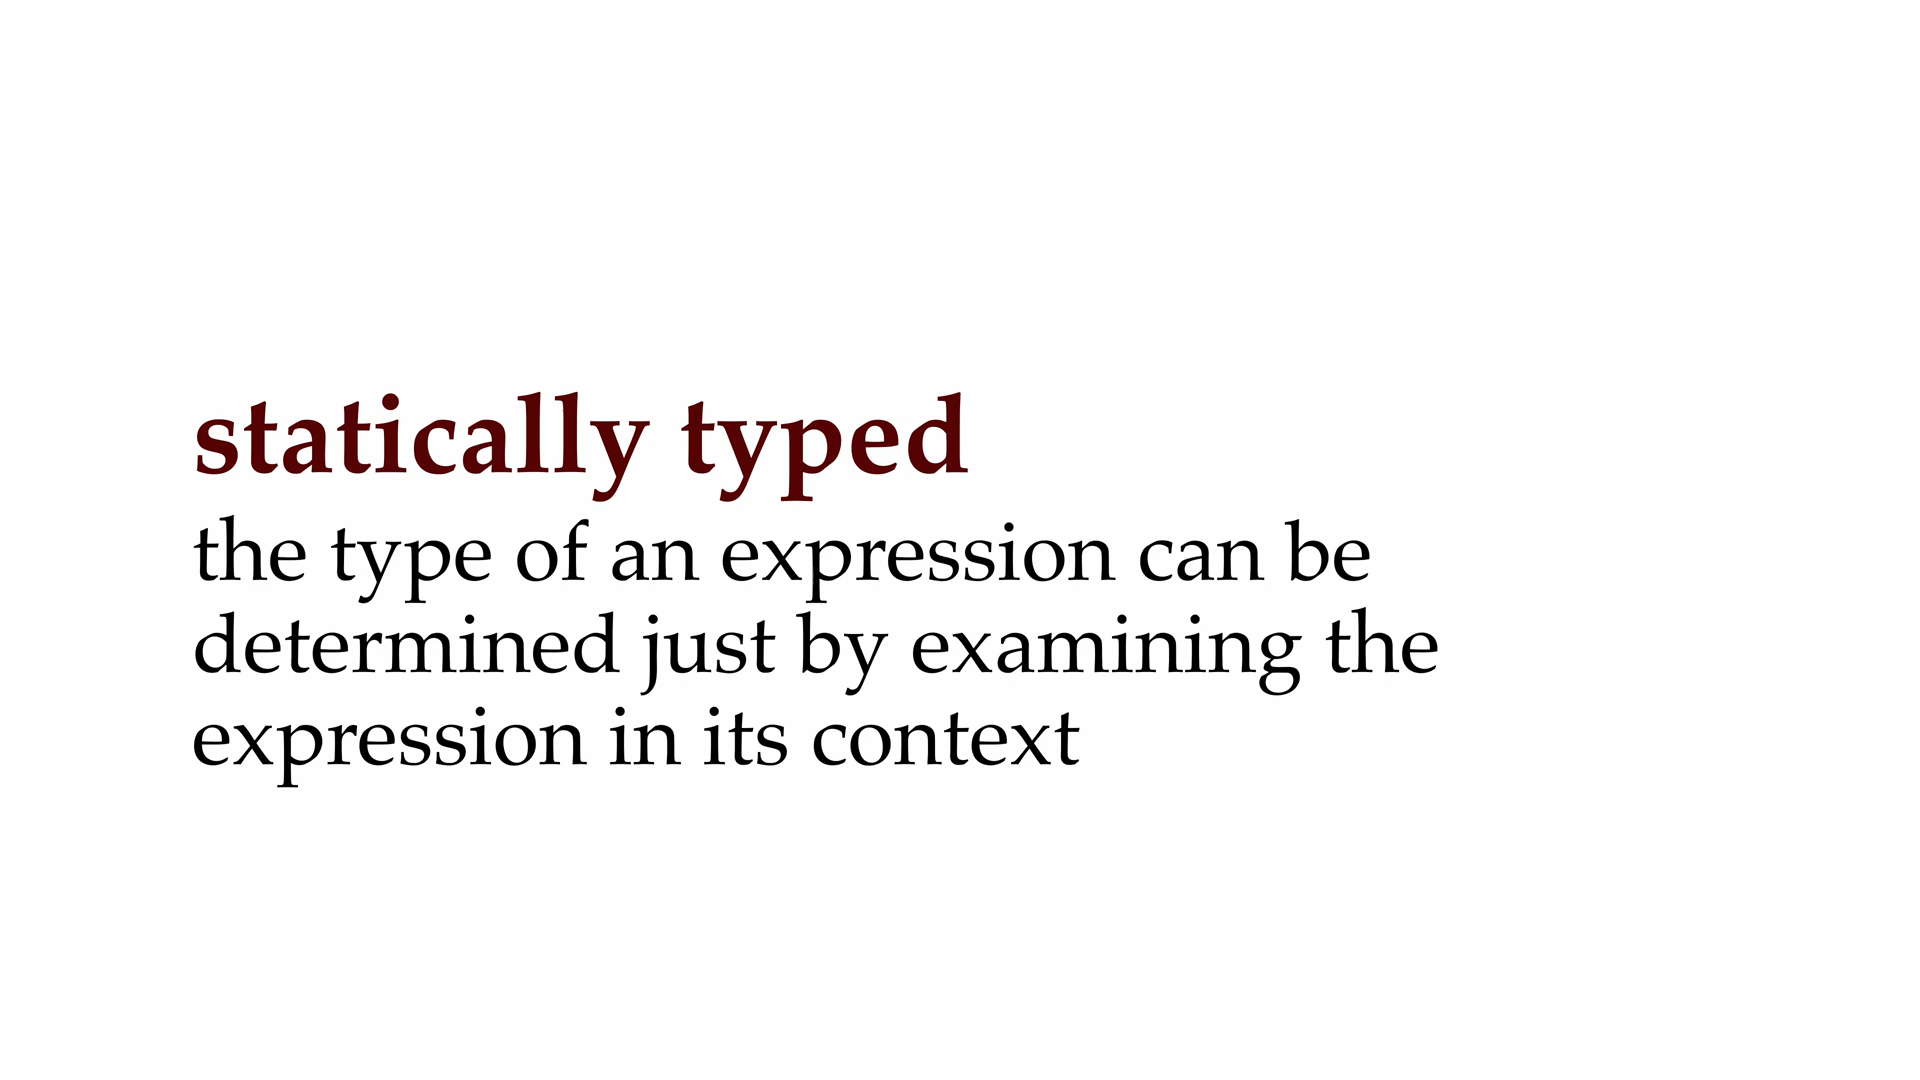 statically typed
the type of an expression can be
determined just by examining the
expression in its context